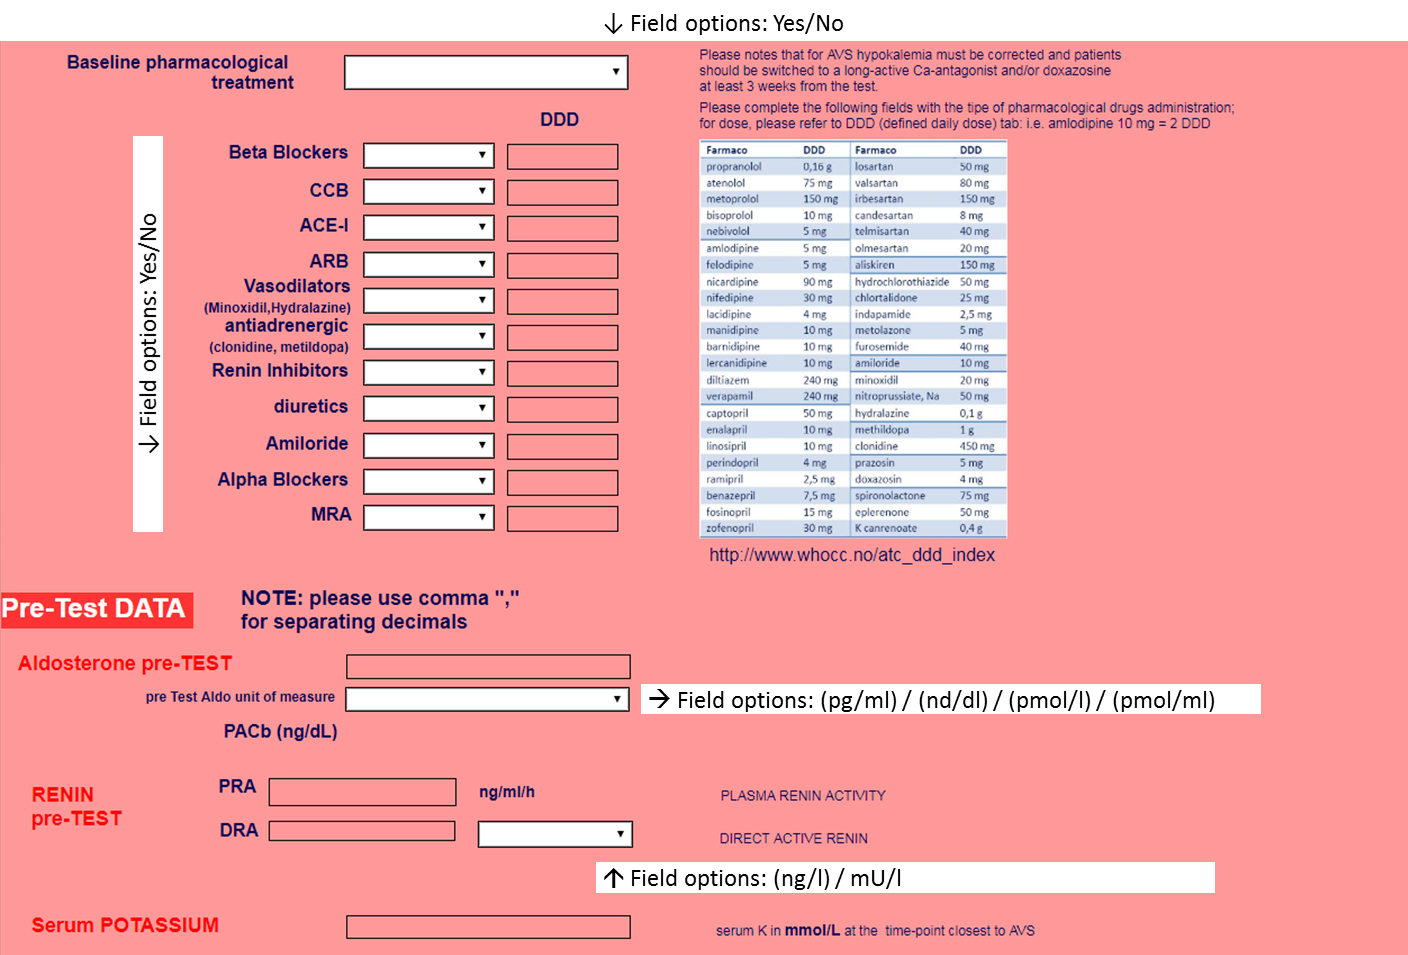 ↓ Field options: Yes/No
Baseline pharmacological
treatment
Please notes that for AVS hypokalemia must be corrected and patients
should be switched to a long-active Ca-antagonist and/or doxazosine
at least 3 weeks from the test.
Please complete the following fields with the tipe of pharmacological drugs administration;
for dose, please refer to DDD (defined daily dose) tab: i.e. amlodipine 10 mg = 2 DDD
DDD
↓ Field options: Yes/No
Beta Blockers
CCB
ACE-I
ARB
Vasodilators
(Minoxidil,Hydralazine)
antiadrenergic
(clonidine, metildopa)
Renin Inhibitors
diuretics
Amiloride
Alpha Blockers
MRA
Farmaco DDD Farmaco DDD
propranolol 0,16 g losartan 50 mg
atenolol 75 mg valsartan 80 mg
metoprolol 150 mg irbesartan 150 mg
bisoprolol 10 mg candesartan 8 mg
nebivolol 5 mg telmisartan 40 mg
amlodipine 5 mg olmesartan 20 mg
felodipine 5 mg aliskiren 150 mg
nicardipine 90 mg hydrochlorothiazide 50 mg
nifedipine 30 mg chlortalidone 25 mg
lacidipine 4 mg indapamide 2,5 mg
manidipine 10 mg metolazone 5 mg
barnidipine 10 mg furosemide 40 mg
lercanidipine 10 mg amiloride 10 mg
diltiazem 240 mg minoxidil 20 mg
verapamil 240 mg nitroprussiate, Na 50 mg
captopril 50 mg hydralazine 0,1 g
enalapril 10 mg methildopa 1 g
linosipril 10 mg clonidine 450 mg
perindopril 4 mg prazosin 5 mg
ramipril 2,5 mg doxazosin 4 mg
benazepril 7,5 mg spironolactone 75 mg
fosinopril 15 mg eplerenone 50 mg
zofenopril 30 mg K canrenoate 0,4 g
http://www.whocc.no/atc_ddd_index
Pre-Test DATA
NOTE: please use comma ","
for separating decimals
Aldosterone pre-TEST
pre Test Aldo unit of measure
→ Field options: (pg/ml) / (nd/dl) / (pmol/l) / (pmol/ml)
PACb (ng/dL)
RENIN
pre-TEST
PRA ng/ml/h PLASMA RENIN ACTIVITY
DRA DIRECT ACTIVE RENIN
↑ Field options: (ng/l) / mU/l
Serum POTASSIUM
serum K in mmol/L at the time-point closest to AVS